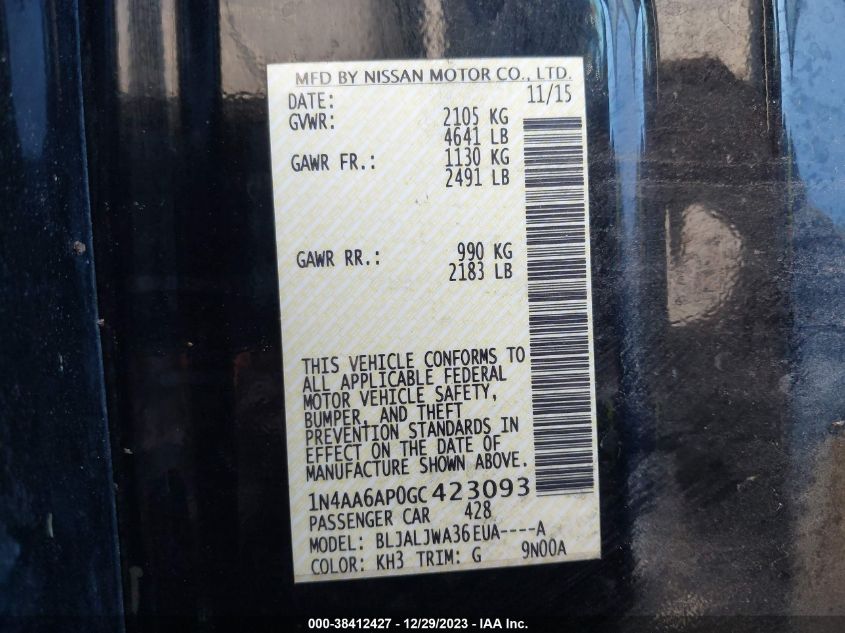 MFD BY NISSAN MOTOR CO., LTD.
DATE: 11/15
GVWR: 2105 KG
4641 LB
GAWR FR.: 1130 KG
2491 LB
GAWR RR.: 990 KG
2183 LB
THIS VEHICLE CONFORMS TO
ALL APPLICABLE FEDERAL
MOTOR VEHICLE SAFETY,
BUMPER, AND THEFT
PREVENTION STANDARDS IN
EFFECT ON THE DATE OF
MANUFACTURE SHOWN ABOVE.
1N4AA6AP0GC423093
PASSENGER CAR 428
MODEL: BLJALJWA36EUA----A
COLOR: KH3 TRIM: G 9N00A
000-38412427 - 12/29/2023 - IAA Inc.